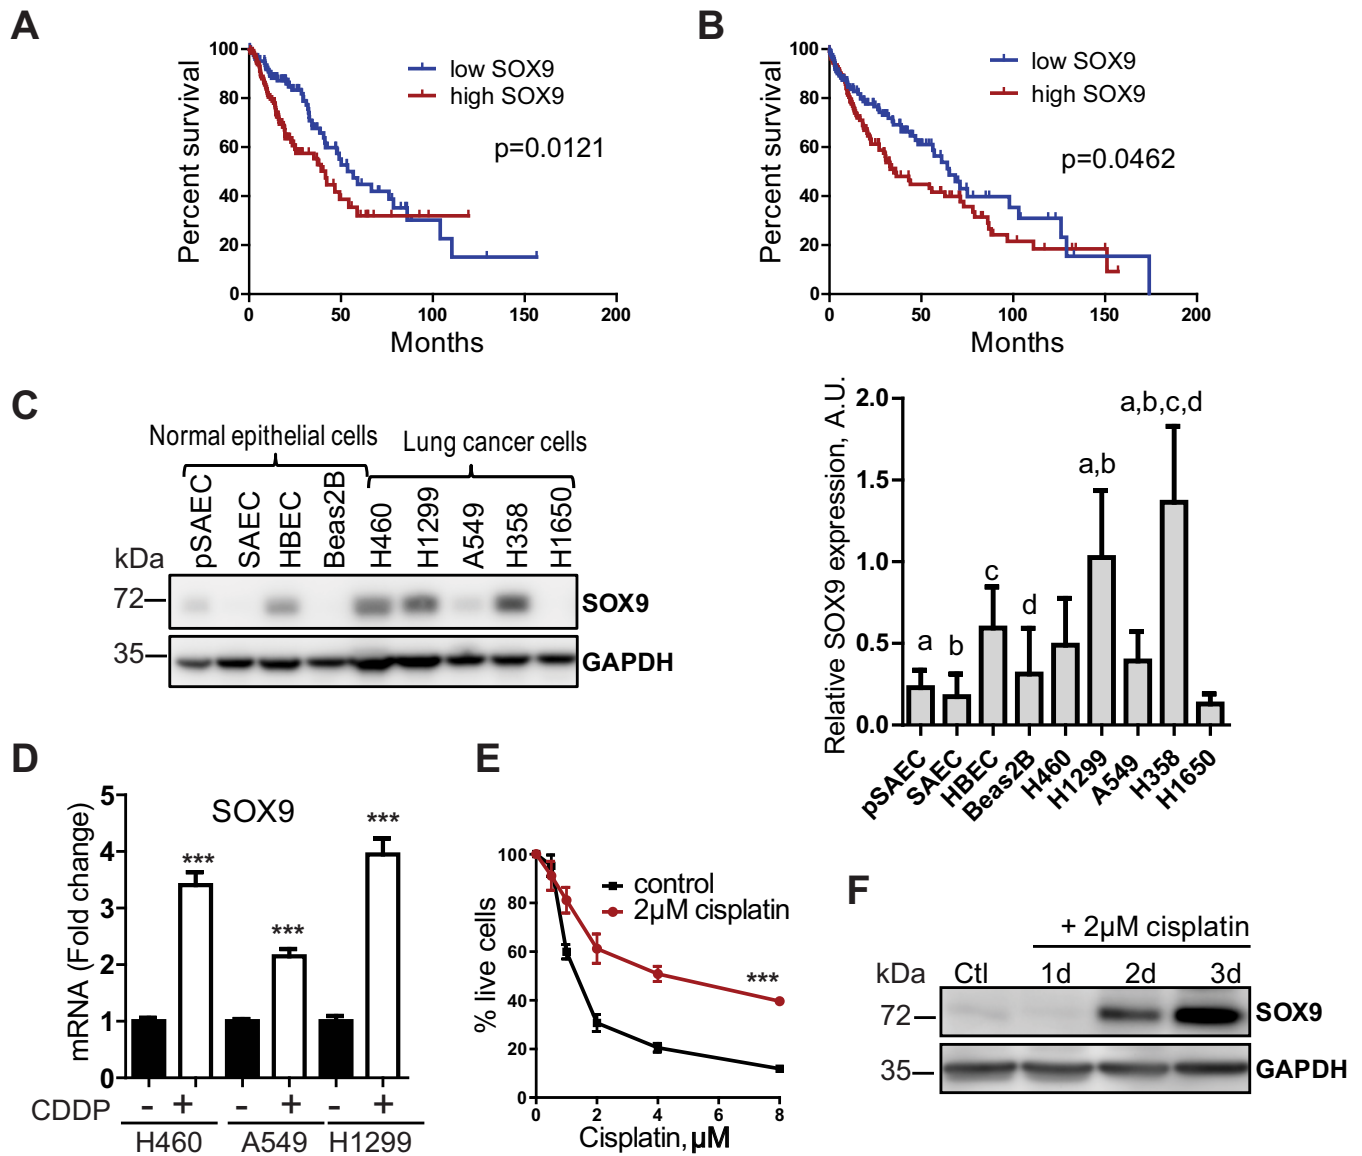 A
Percent survival
100
80
60
40
20
0
0 50 100 150 200
Months
low SOX9
high SOX9
p=0.0121
B
Percent survival
100
80
60
40
20
0
0 50 100 150 200
Months
low SOX9
high SOX9
p=0.0462
C
Normal epithelial cells
Lung cancer cells
kDa
pSAEC
SAEC
HBEC
Beas2B
H460
H1299
A549
H358
H1650
72
SOX9
35
GAPDH
Relative SOX9 expression, A.U.
2.0
1.5
1.0
0.5
0.0
a
b
c
d
a,b
a,b,c,d
pSAEC
SAEC
HBEC
Beas2B
H460
H1299
A549
H358
H1650
D
SOX9
mRNA (Fold change)
5
4
3
2
1
0
***
***
***
CDDP - + - + - +
H460 A549 H1299
E
% live cells
100
80
60
40
20
0
0 2 4 6 8
Cisplatin, µM
control
2µM cisplatin
***
F
+ 2µM cisplatin
kDa Ctl 1d 2d 3d
72
SOX9
35
GAPDH